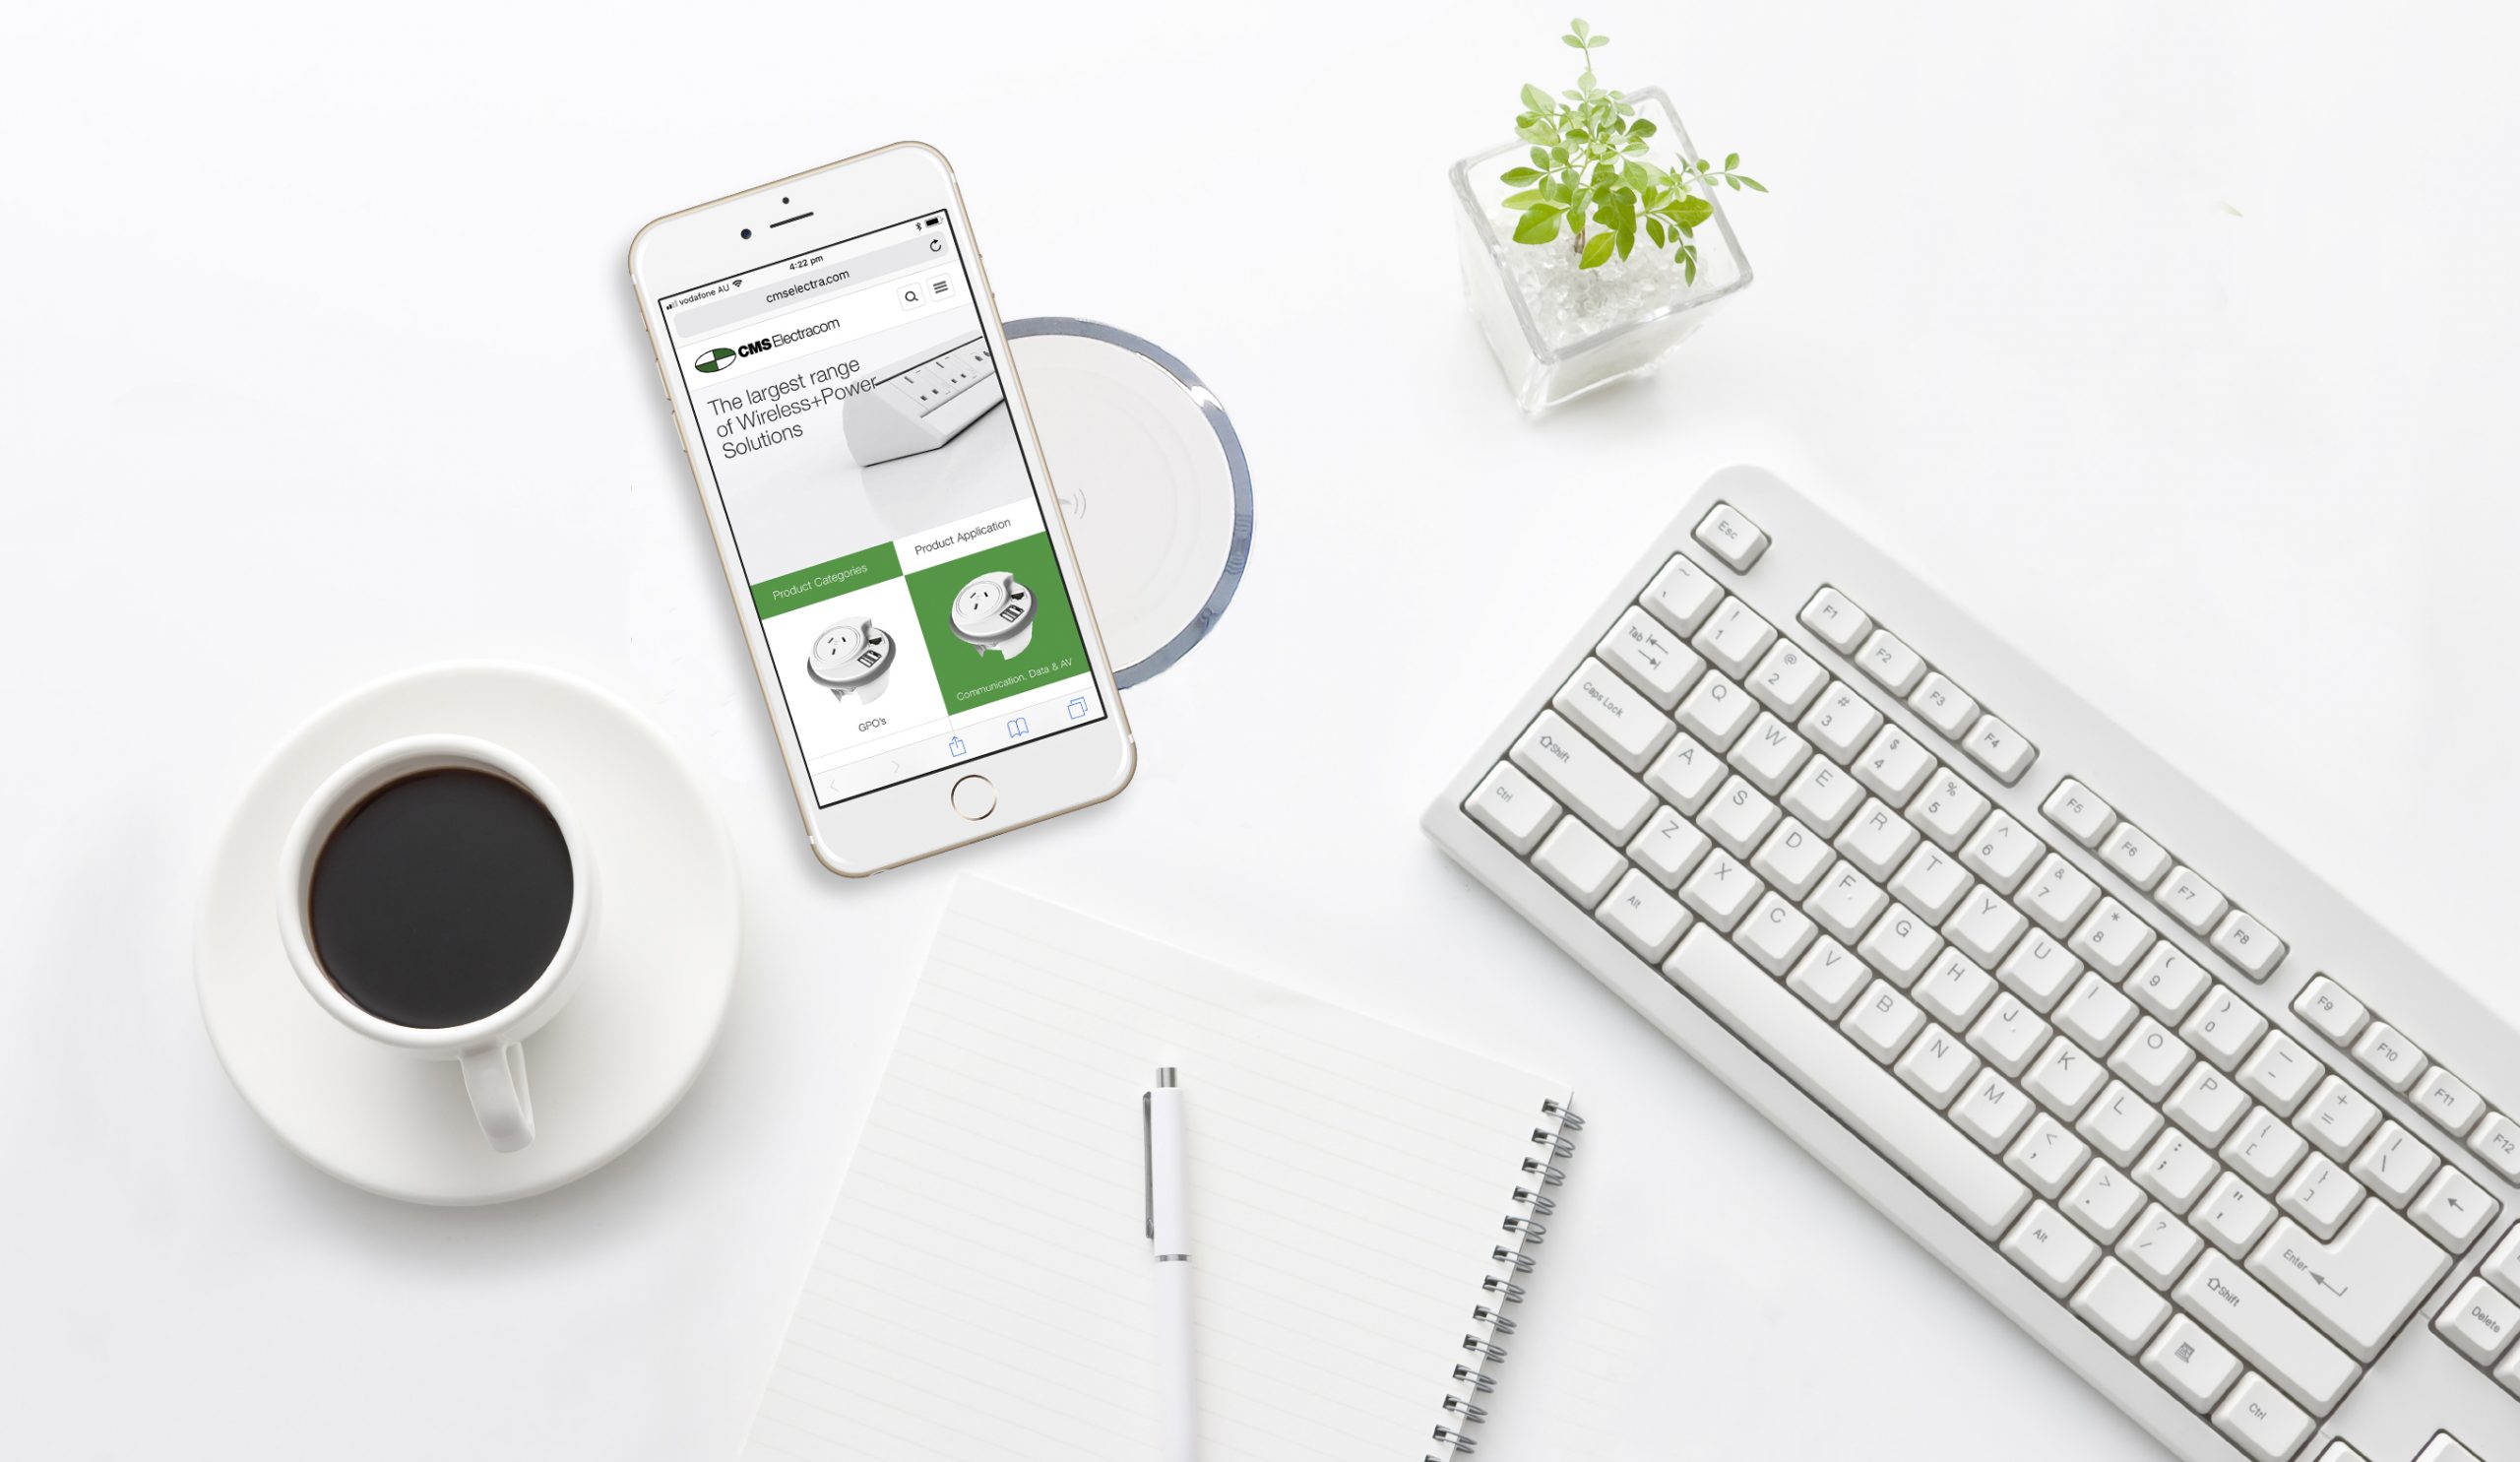 vodafone AU
4:22 pm
cmselectra.com
CMS Electracom
The largest range
of Wireless+Power
Solutions
Product Categories
Product Application
GPO's
Communication, Data & AV
Esc
F1 F2 F3 F4
F5 F6 F7 F8
F9 F10 F11 F12
~ `
! 1 @ 2 # 3 $ 4 % 5 ^ 6 & 7 * 8 ( 9 ) 0 _ - + = | \ ←
Tab Q W E R T Y U I O P { [ } ]
Caps Lock A S D F G H J K L : ; " ' Enter
Shift Z X C V B N M < , > . ? / Shift
Ctrl Alt Alt Ctrl
Delete